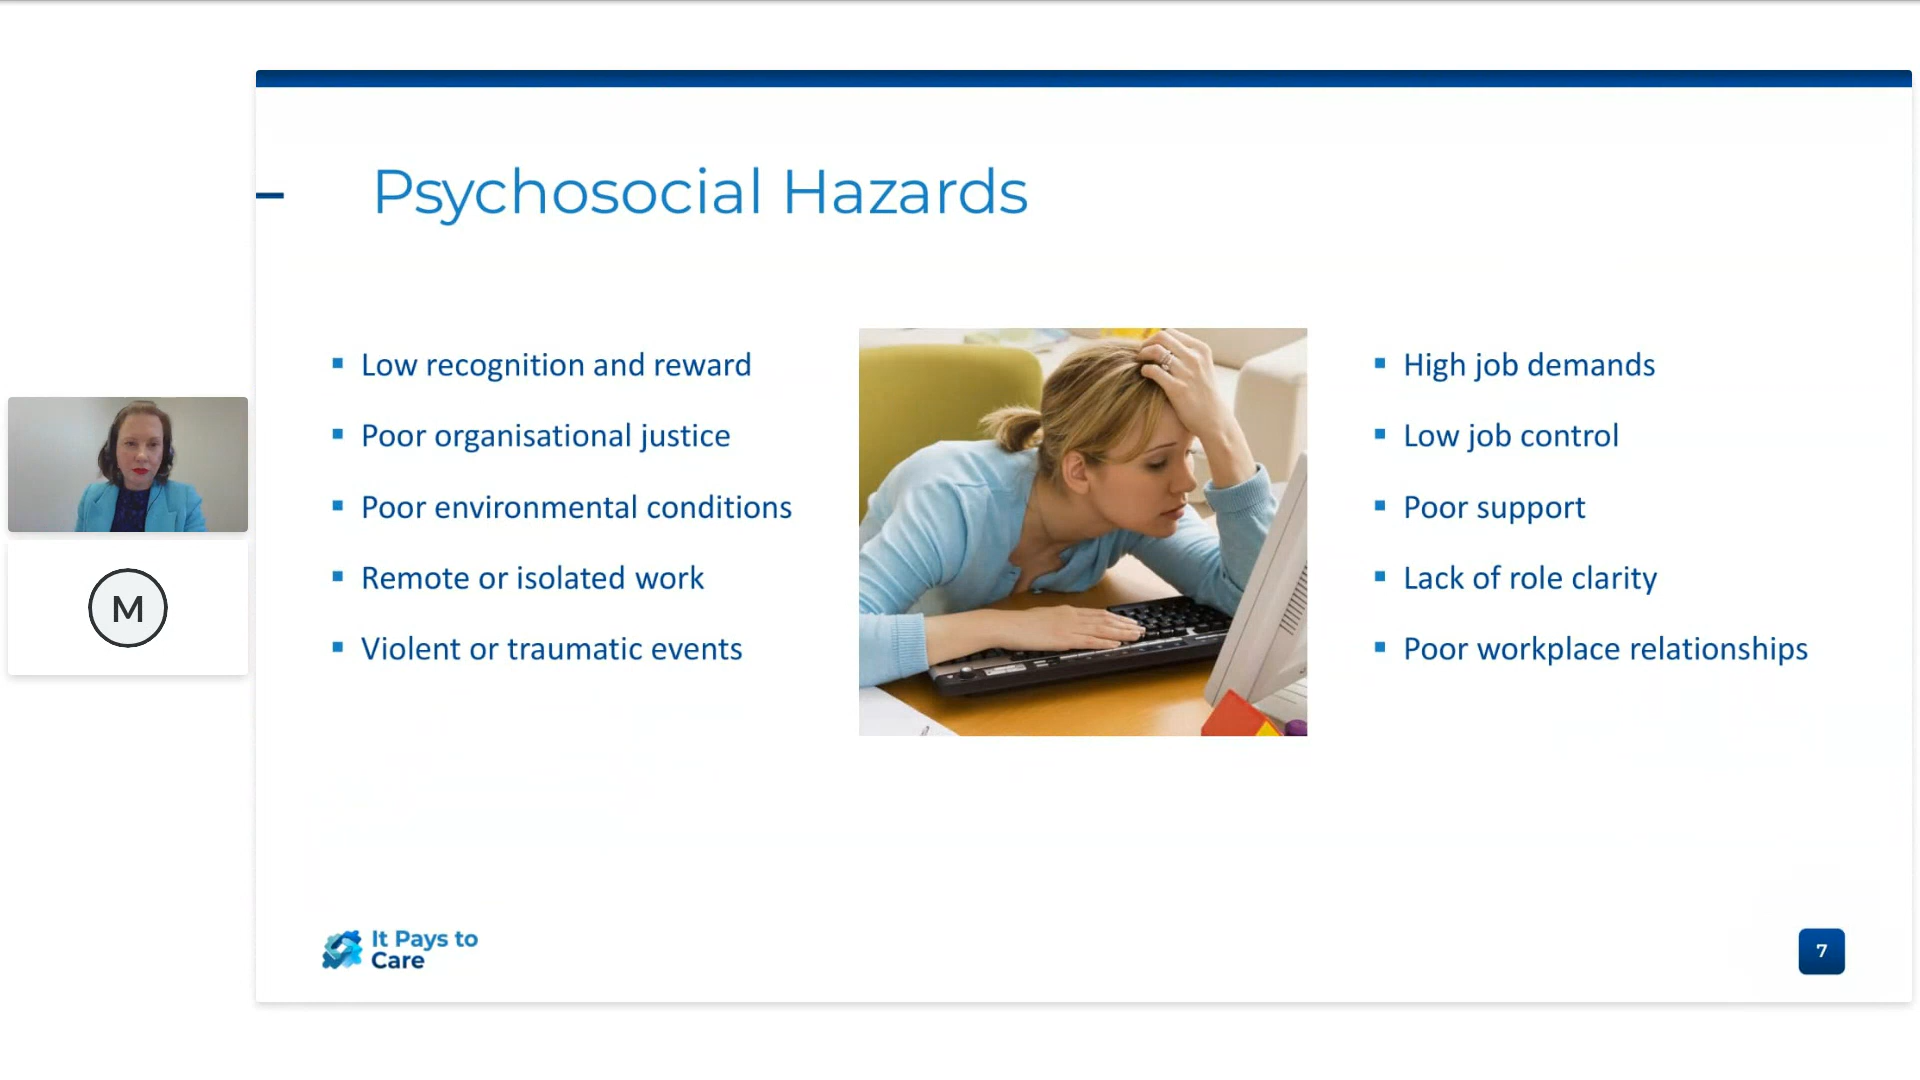 Psychosocial Hazards
Low recognition and reward
Poor organisational justice
Poor environmental conditions
Remote or isolated work
Violent or traumatic events
High job demands
Low job control
Poor support
Lack of role clarity
Poor workplace relationships
M
It Pays to
Care
7